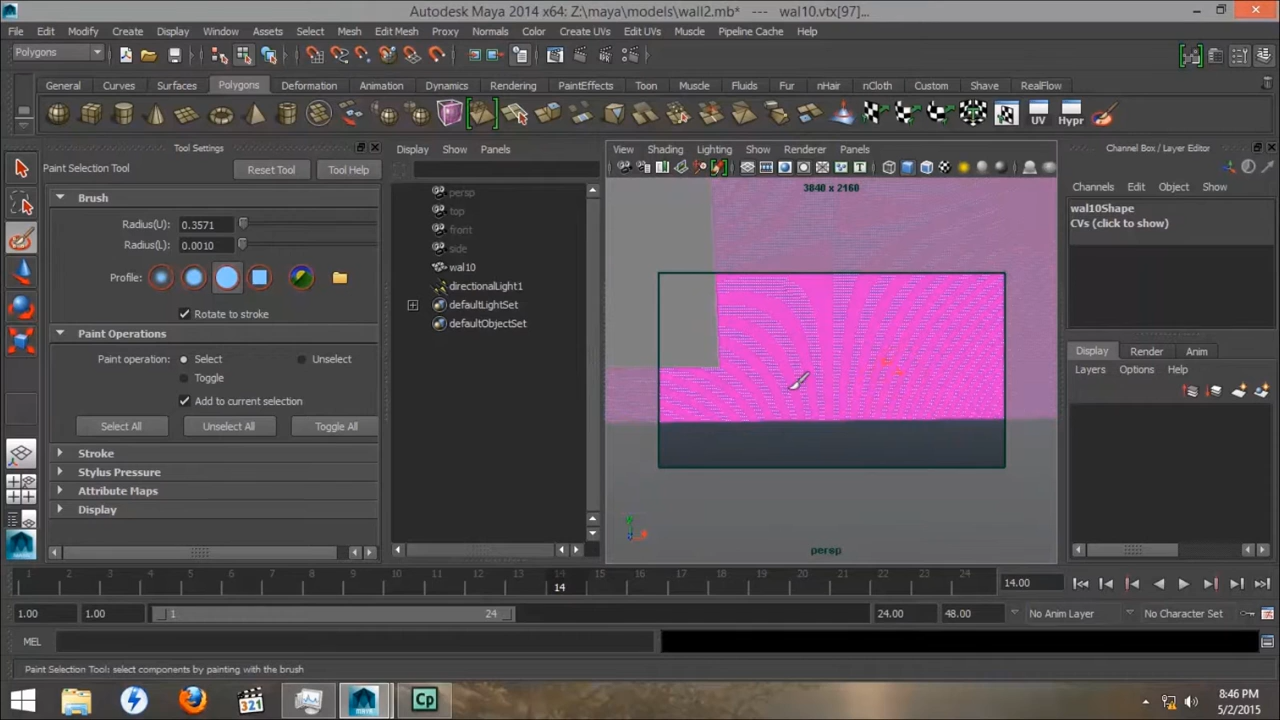 Autodesk Maya 2014 x64: Z:\maya\models\wall2.mb* --- wal10.vtx[97]...
File Edit Modify Create Display Window Assets Select Mesh Edit Mesh Proxy Normals Color Create UVs Edit UVs Muscle Pipeline Cache Help
Polygons
General Curves Surfaces Polygons Deformation Animation Dynamics Rendering PaintEffects Toon Muscle Fluids Fur nHair nCloth Custom Shave RealFlow
UV Hypr
Tool Settings
Paint Selection Tool Reset Tool Tool Help
Brush
Radius(U): 0.3571
Radius(L): 0.0010
Profile:
Rotate to stroke
Paint Operations
Paint operation: Select Unselect
Toggle
Add to current selection
Select All Unselect All Toggle All
Stroke
Stylus Pressure
Attribute Maps
Display
Display Show Panels
persp
top
front
side
wal10
directionalLight1
defaultLightSet
defaultObjectSet
View Shading Lighting Show Renderer Panels
3840 x 2160
persp
Channel Box / Layer Editor
Channels Edit Object Show
wal10Shape
CVs (click to show)
Display Render Anim
Layers Options Help
1 2 3 4 5 6 7 8 9 10 11 12 13 14 15 16 17 18 19 20 21 22 23 24
14
14.00
1.00 1.00 1 24 24.00 48.00 No Anim Layer No Character Set
MEL
Paint Selection Tool: select components by painting with the brush
321
Cp
8:46 PM
5/2/2015